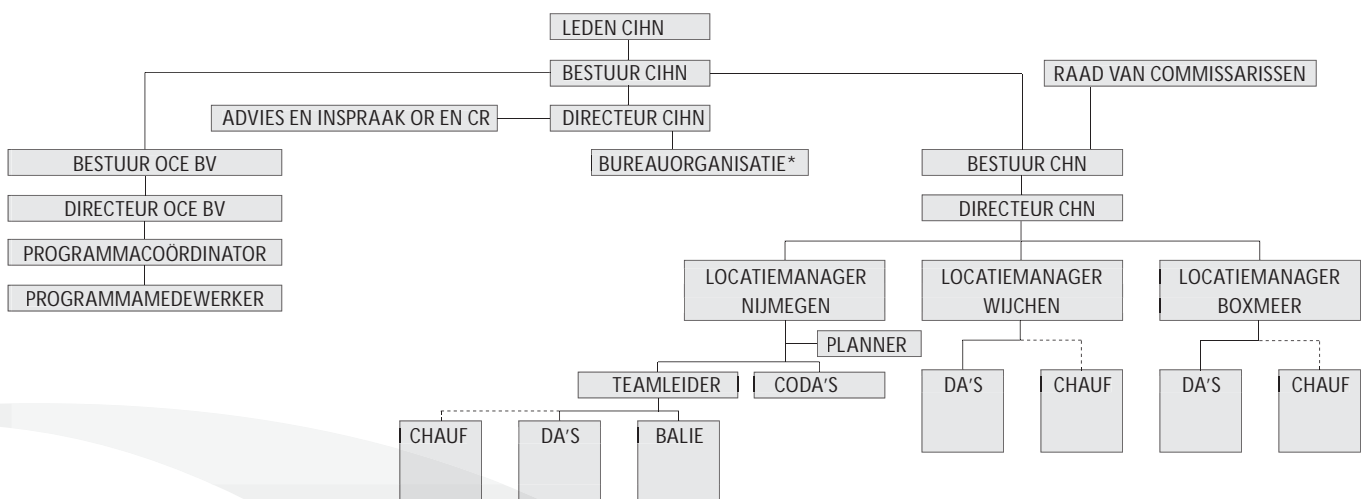 LEDEN CIHN
BESTUUR CIHN
RAAD VAN COMMISSARISSEN
ADVIES EN INSPRAAK OR EN CR
DIRECTEUR CIHN
BESTUUR OCE BV
BUREAUORGANISATIE*
BESTUUR CHN
DIRECTEUR OCE BV
DIRECTEUR CHN
PROGRAMMACOÖRDINATOR
PROGRAMMAMEDEWERKER
LOCATIEMANAGER
NIJMEGEN
LOCATIEMANAGER
WIJCHEN
LOCATIEMANAGER
BOXMEER
PLANNER
TEAMLEIDER
CODA'S
DA'S
CHAUF
DA'S
CHAUF
CHAUF
DA'S
BALIE